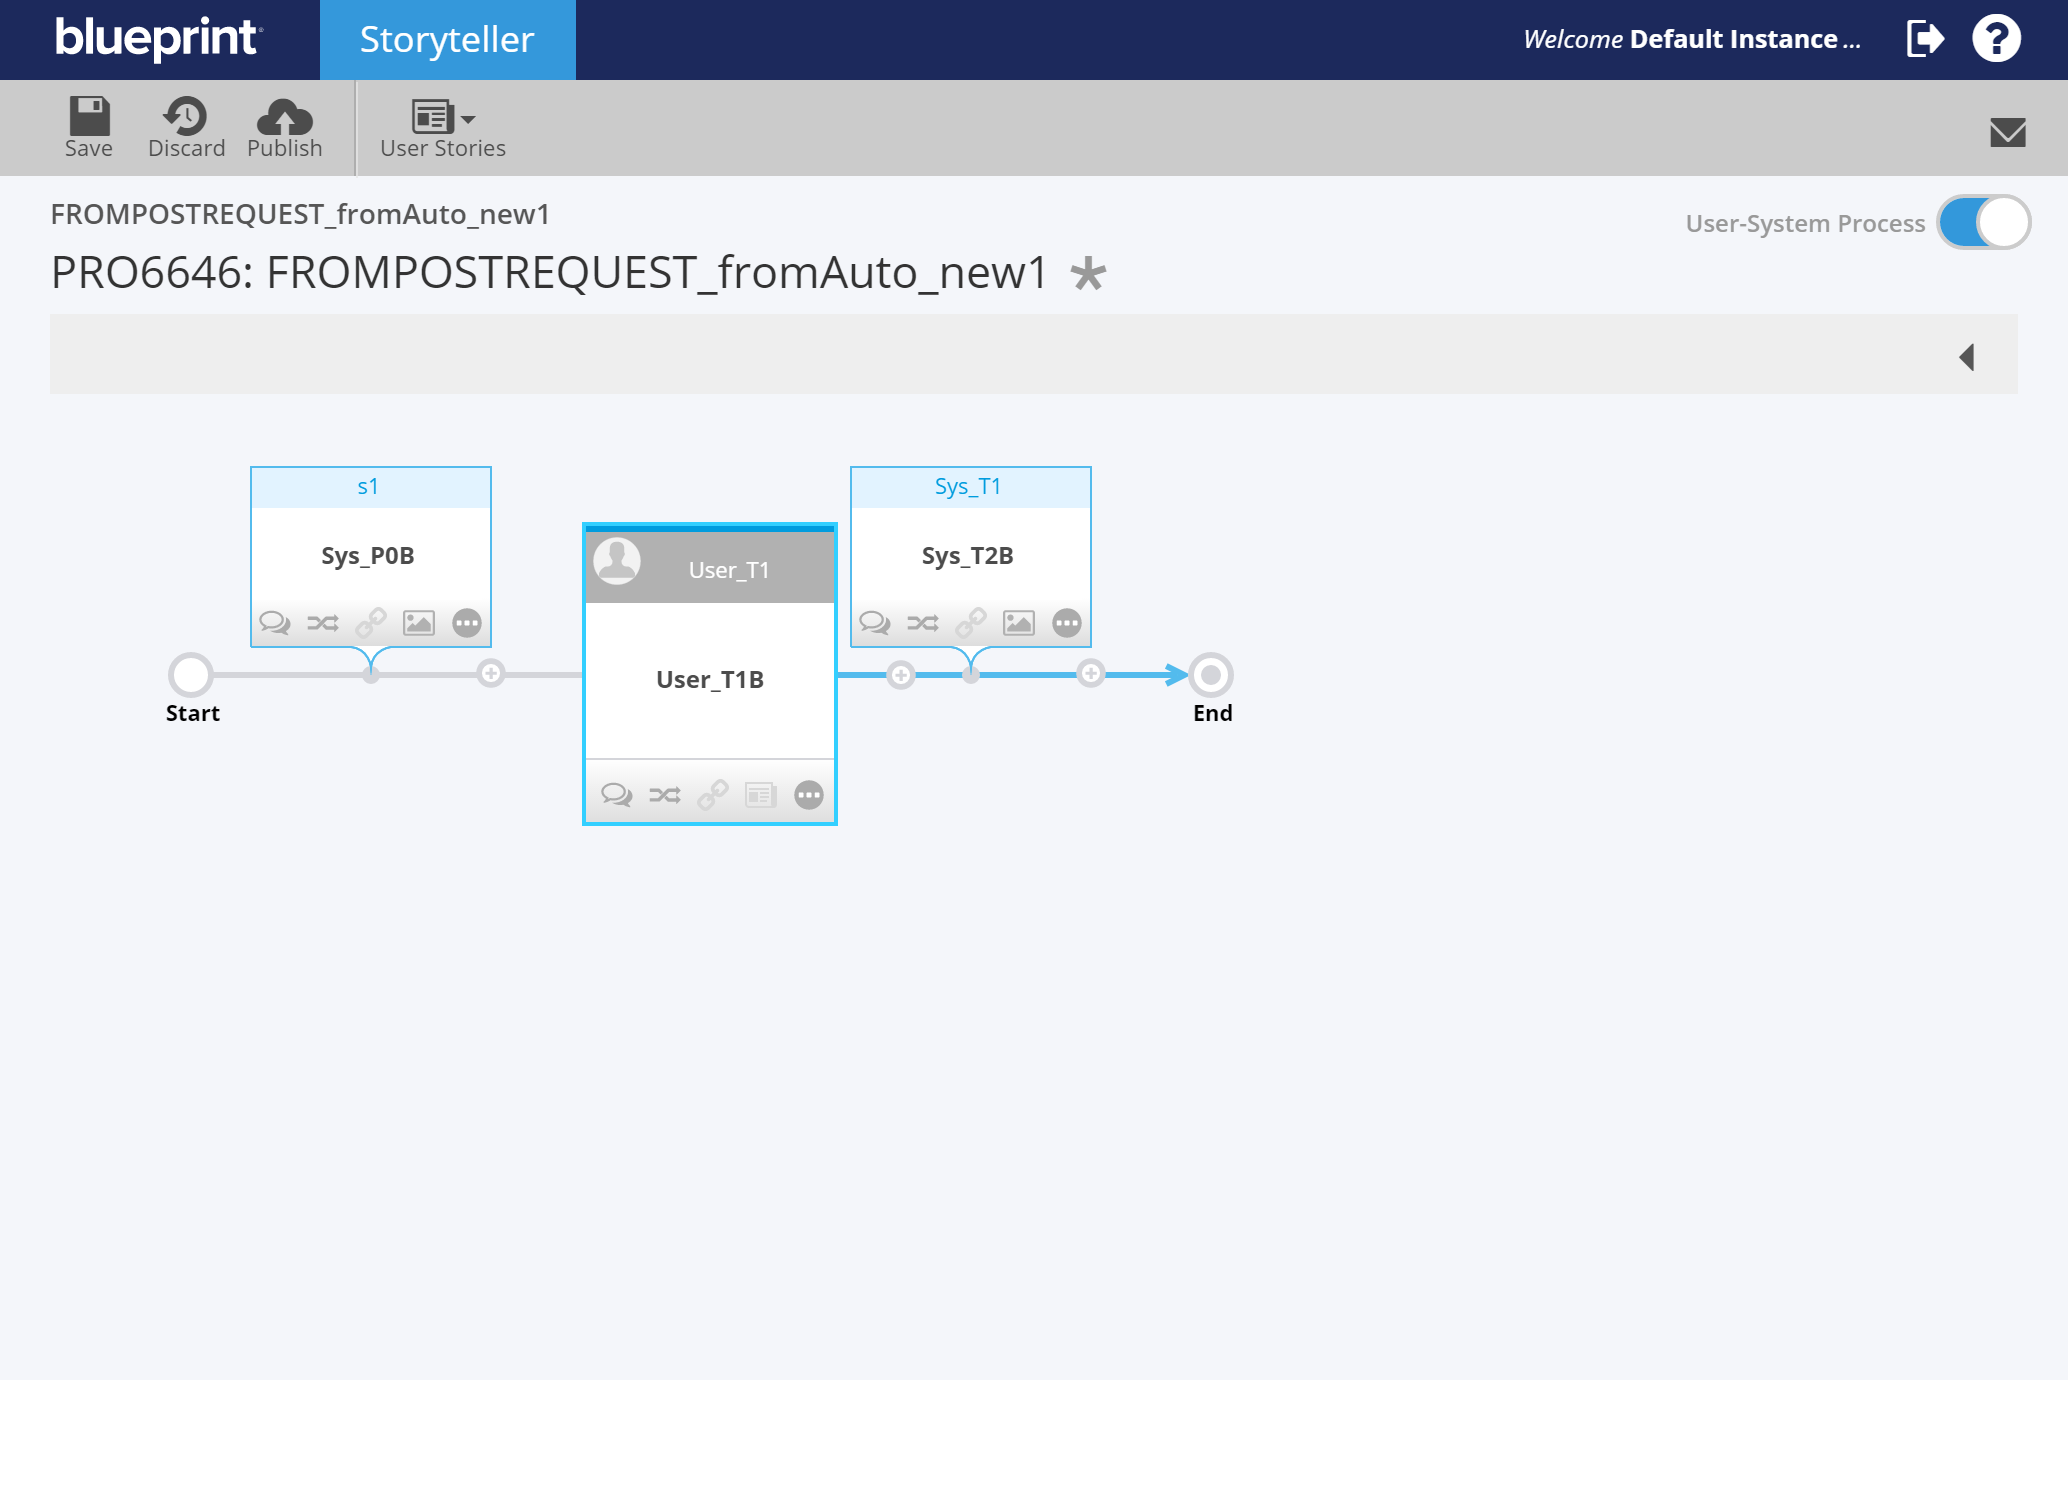 blueprint
Storyteller
Welcome Default Instance ...
Save
Discard
Publish
User Stories
FROMPOSTREQUEST_fromAuto_new1
User-System Process
PRO6646: FROMPOSTREQUEST_fromAuto_new1 *
s1
Sys_P0B
User_T1
User_T1B
Sys_T1
Sys_T2B
Start
End